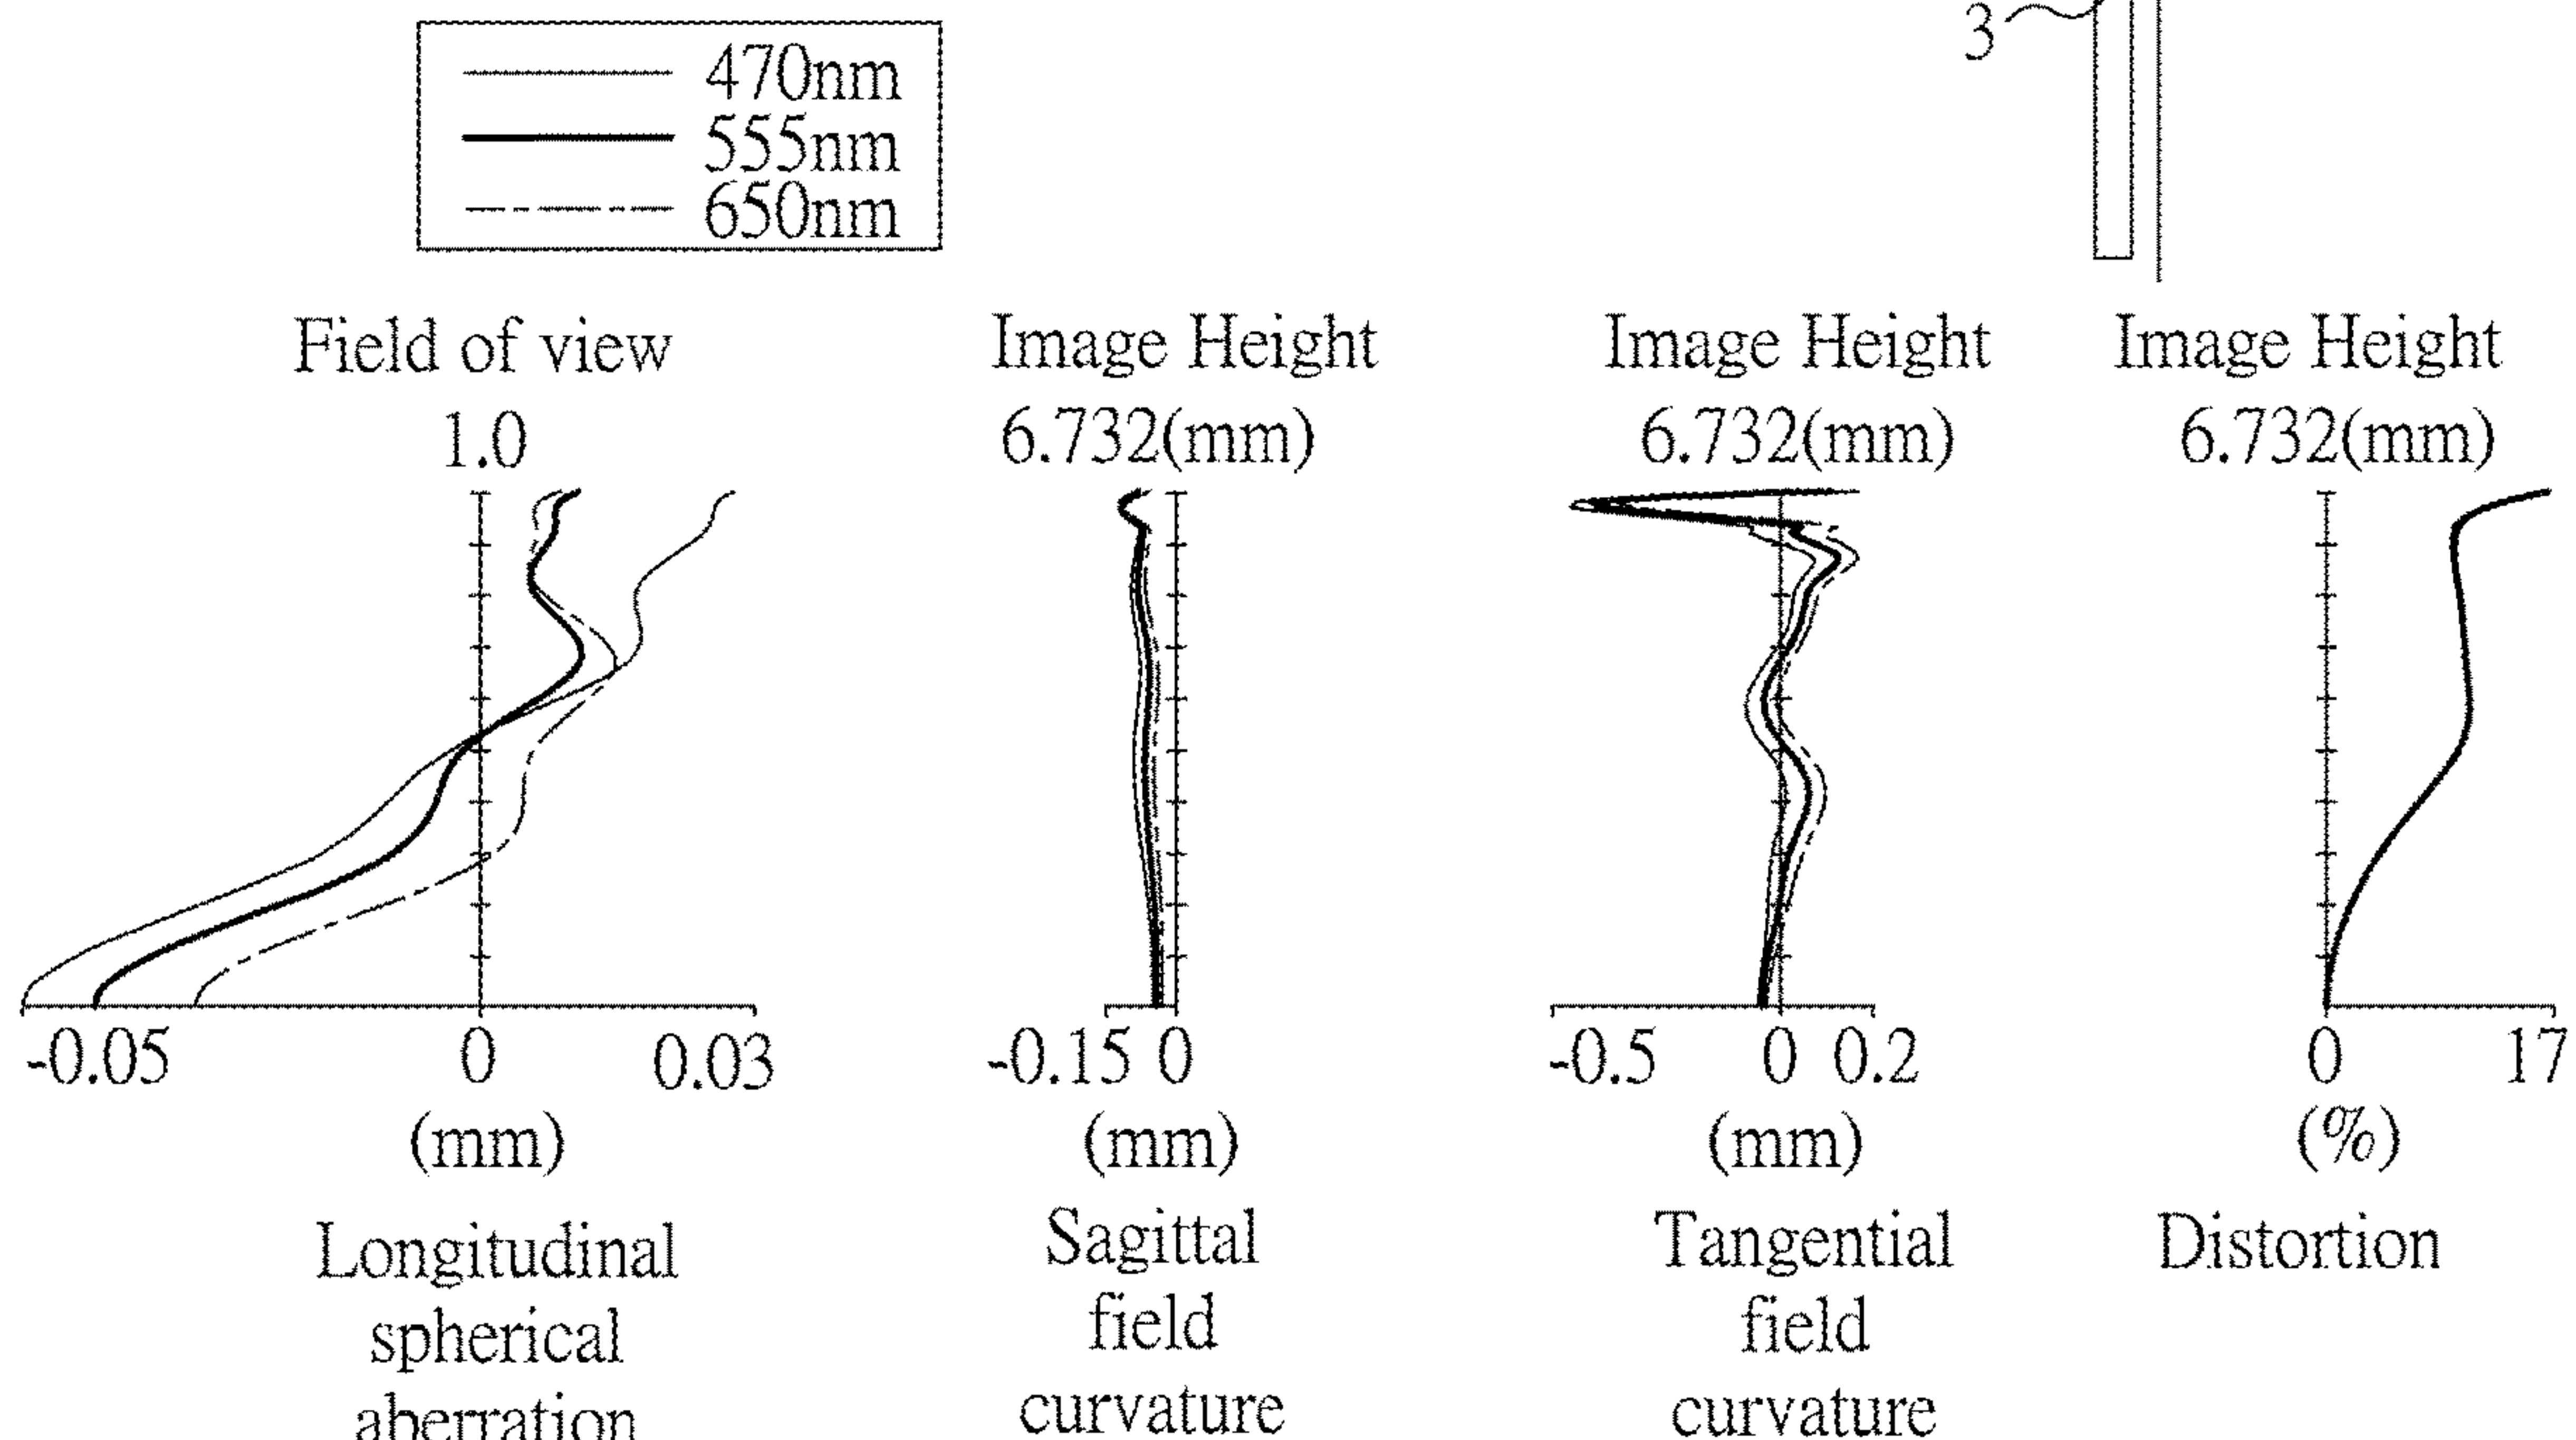 3
470nm
555nm
650nm
Field of view
1.0
Image Height
6.732(mm)
Image Height
6.732(mm)
Image Height
6.732(mm)
-0.05 0 0.03
(mm)
Longitudinal
spherical
aberration
-0.15 0
(mm)
Sagittal
field
curvature
-0.5 0 0.2
(mm)
Tangential
field
curvature
0 17
(%)
Distortion